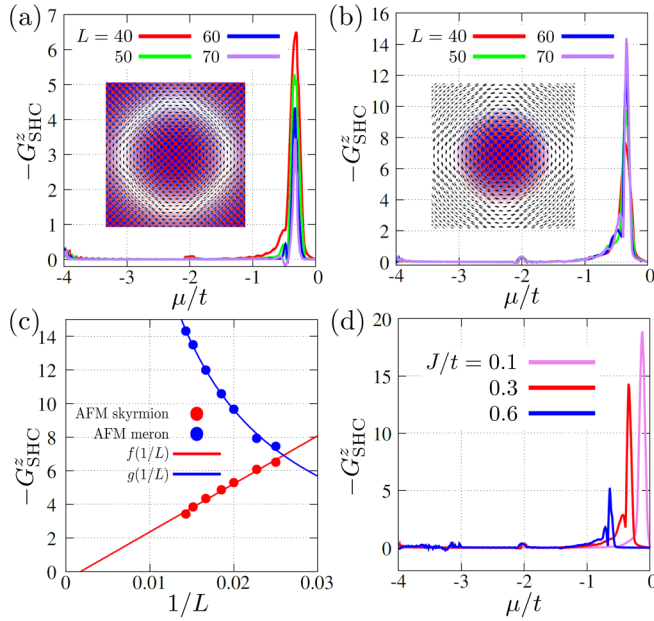 (a)
L = 40 60
50 70
−G^z_SHC
7
6
5
4
3
2
1
0
−4 −3 −2 −1 0
μ/t
(b)
L = 40 60
50 70
−G^z_SHC
−16
14
12
10
8
6
4
2
0
−4 −3 −2 −1 0
μ/t
(c)
AFM skyrmion
AFM meron
f(1/L)
g(1/L)
−G^z_SHC
14
12
10
8
6
4
2
0
0 0.01 0.02 0.03
1/L
(d)
J/t = 0.1
0.3
0.6
−G^z_SHC
20
15
10
5
0
−4 −3 −2 −1 0
μ/t